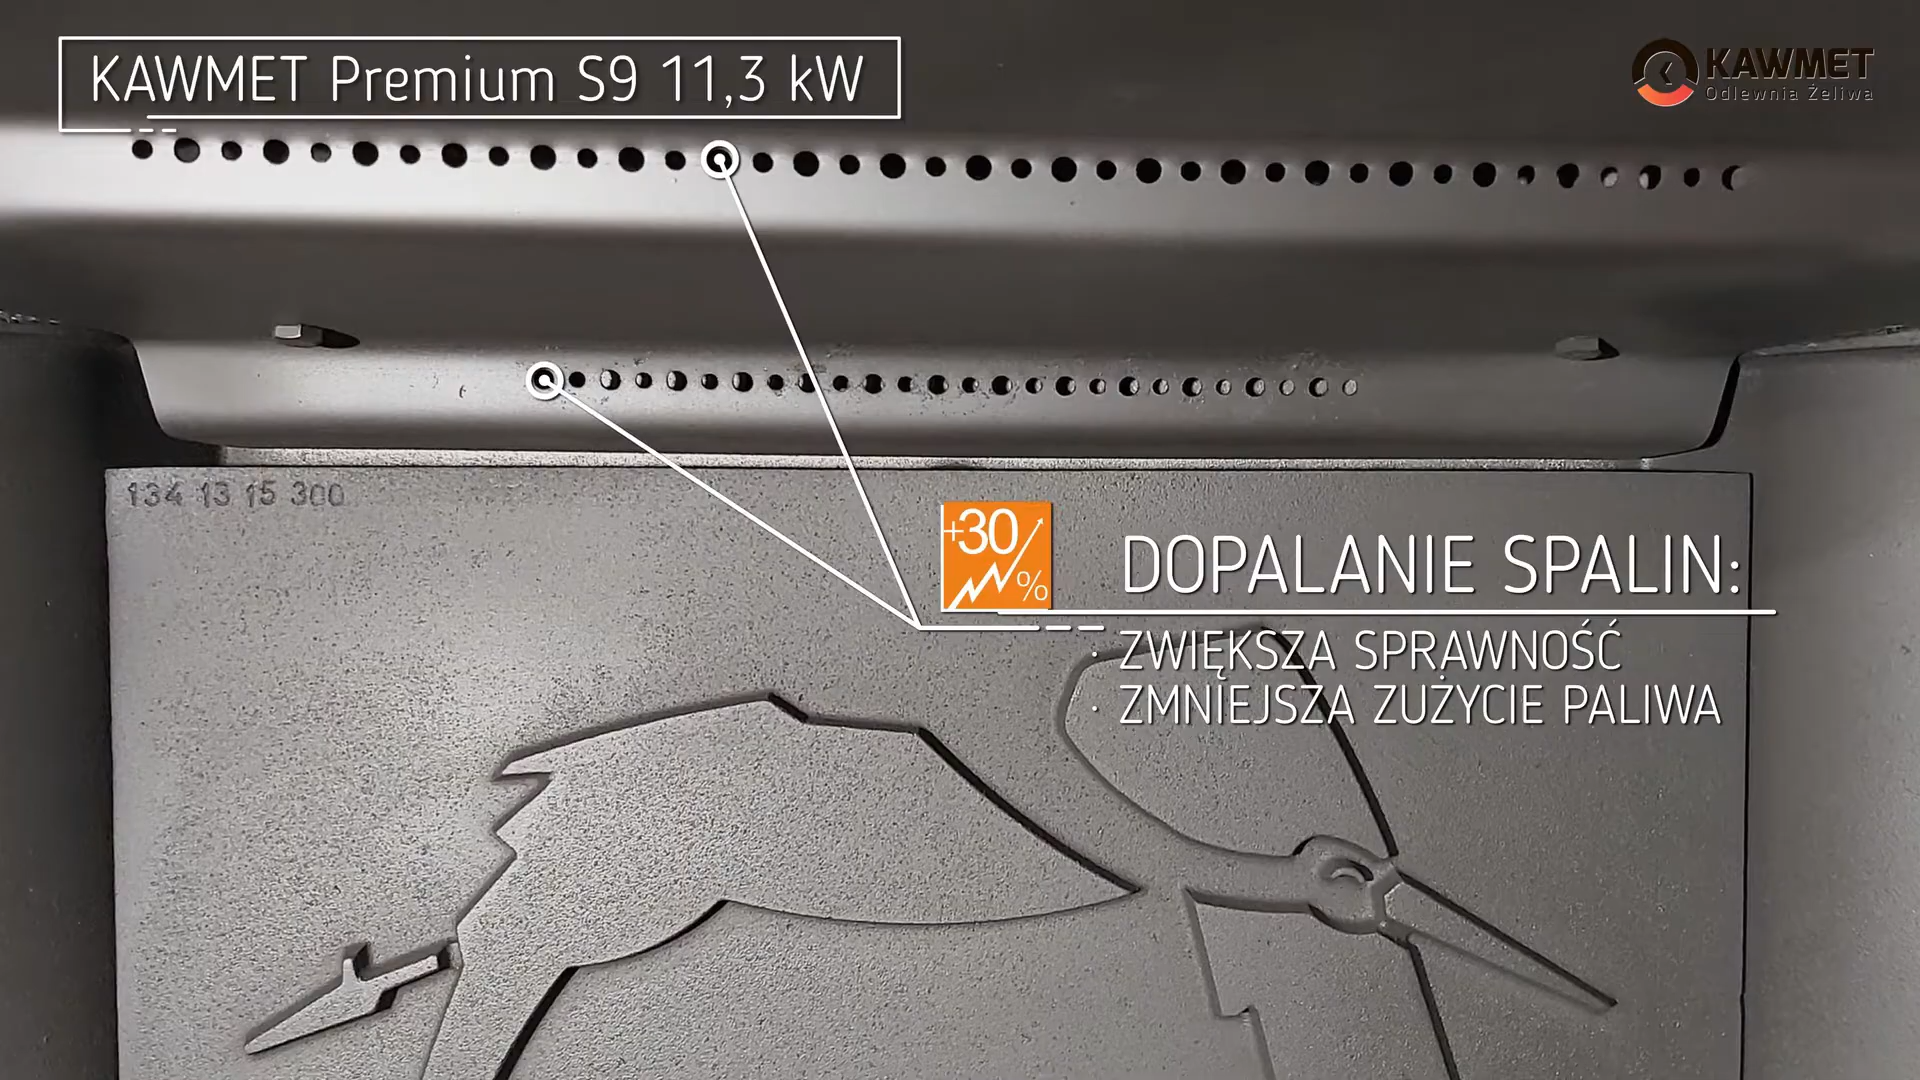 KAWMET Premium S9 11,3 kW
KAWMET
Odlewnia Żeliwa
134 13 15 300
+30%
DOPALANIE SPALIN:
· ZWIĘKSZA SPRAWNOŚĆ
· ZMNIEJSZA ZUŻYCIE PALIWA